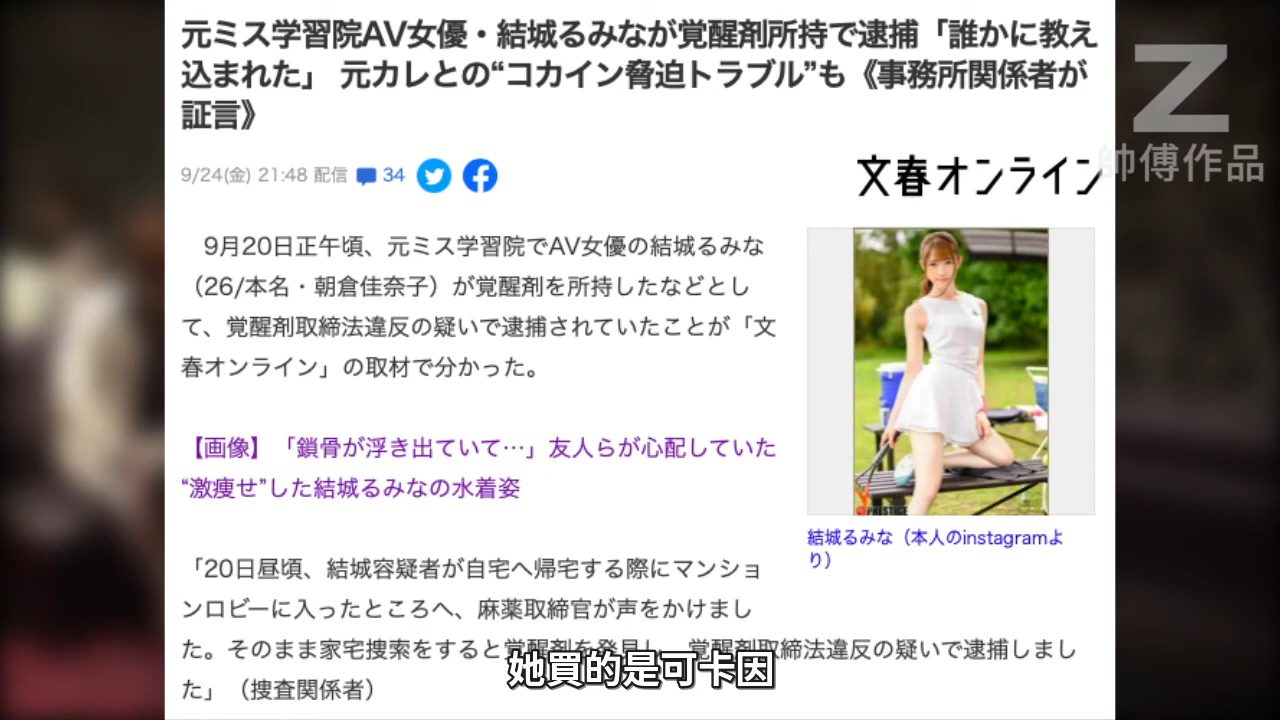 元ミス学習院AV女優・結城るみなが覚醒剤所持で逮捕「誰かに教え
込まれた」 元カレとの“コカイン脅迫トラブル”も《事務所関係者が
証言》
9/24(金) 21:48 配信 34
文春オンライン
Z
帥傅作品
9月20日正午頃、元ミス学習院でAV女優の結城るみな
（26/本名・朝倉佳奈子）が覚醒剤を所持したなどとし
て、覚醒剤取締法違反の疑いで逮捕されていたことが「文
春オンライン」の取材で分かった。
【画像】「鎖骨が浮き出ていて…」友人らが心配していた
“激痩せ”した結城るみなの水着姿
PRESTIGE
結城るみな（本人のinstagramよ
り）
「20日昼頃、結城容疑者が自宅へ帰宅する際にマンショ
ンロビーに入ったところへ、麻薬取締官が声をかけまし
た。そのまま家宅捜索をすると覚醒剤を発見し、覚醒剤取締法違反の疑いで逮捕しまし
た」（捜査関係者）
她買的是可卡因